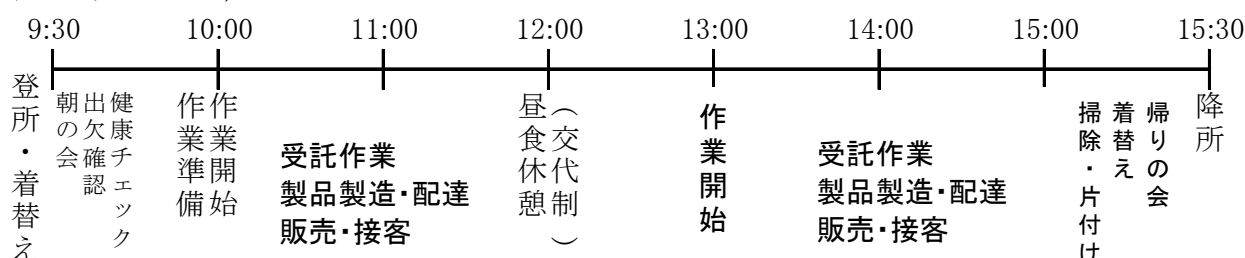 9:30 10:00 11:00 12:00 13:00 14:00 15:00 15:30
登所・着替え
朝の会
出欠確認
健康チェック
作業準備
作業開始
受託作業
製品製造・配達
販売・接客
昼食休憩
（交代制）
作業開始
受託作業
製品製造・配達
販売・接客
掃除・片付け
着替え
帰りの会
降所